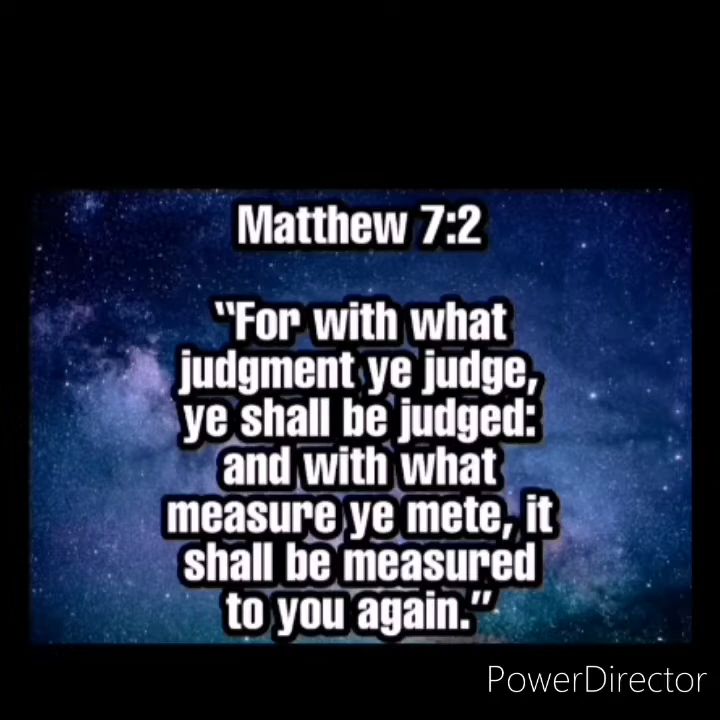 Matthew 7:2
“For with what
judgment ye judge,
ye shall be judged:
and with what
measure ye mete, it
shall be measured
to you again.”
PowerDirector